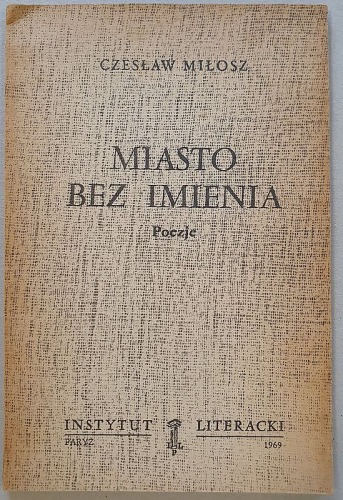 CZESŁAW MIŁOSZ
MIASTO
BEZ IMIENIA
Poezje
INSTYTUT LITERACKI
PARYŻ 1969